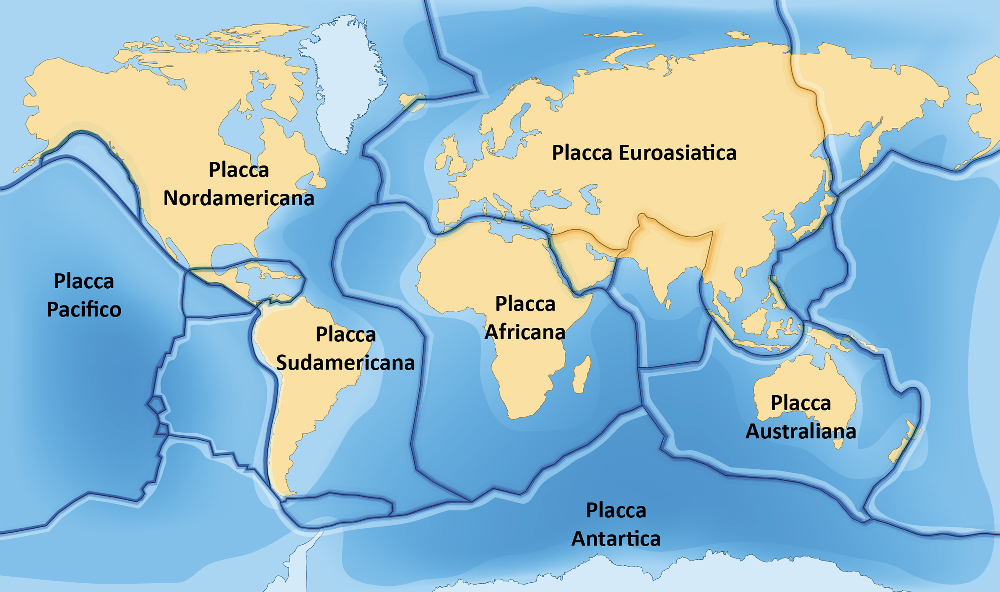 Placca Euroasiatica
Placca
Nordamericana
Placca
Pacifico
Placca
Sudamericana
Placca
Africana
Placca
Australiana
Placca
Antartica